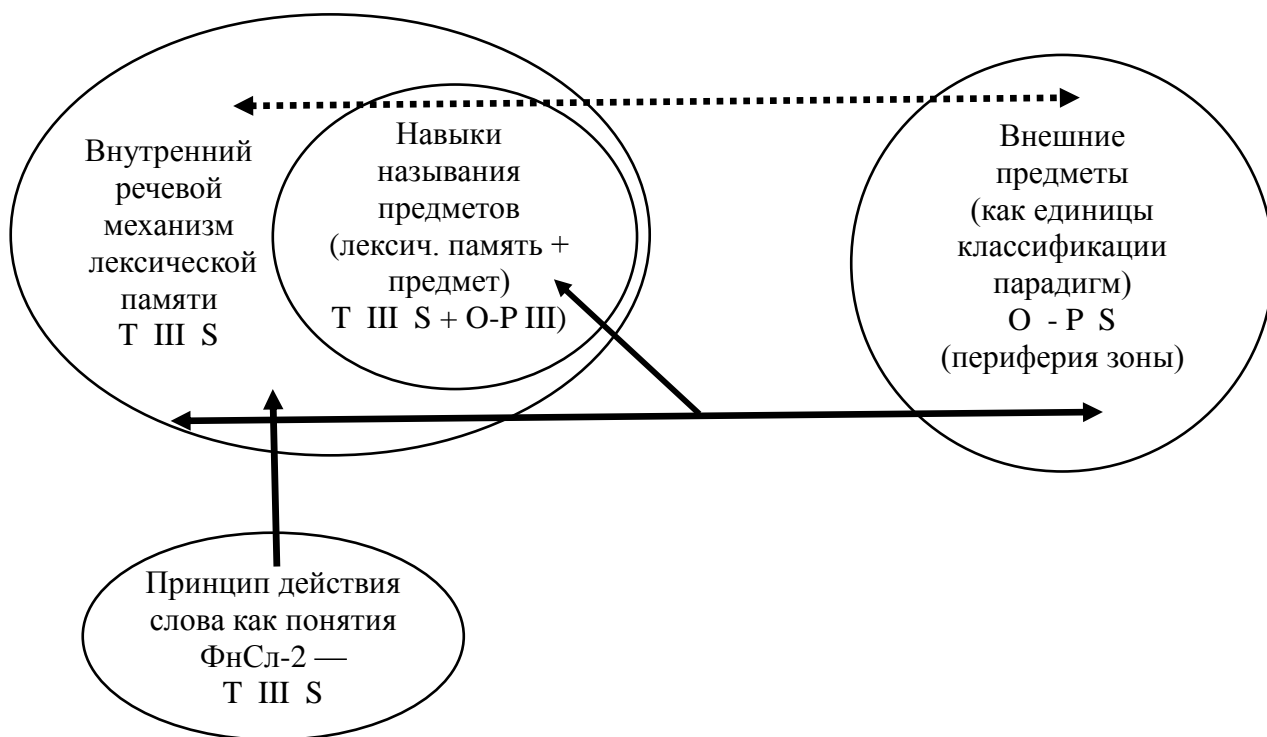 Внутренний
речевой
механизм
лексической
памяти
T III S
Навыки
называния
предметов
(лексич. память +
предмет)
T III S + O-P III)
Внешние
предметы
(как единицы
классификации
парадигм)
O - P S
(периферия зоны)
Принцип действия
слова как понятия
ФнСл-2 —
T III S